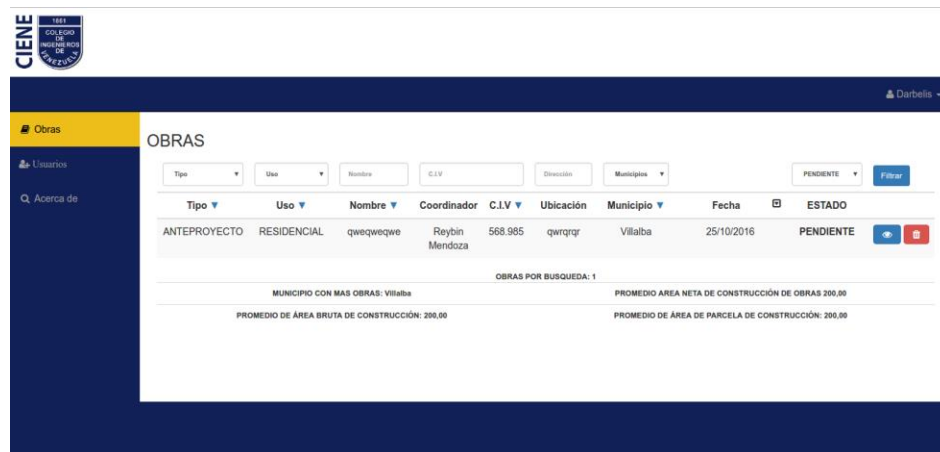 CIENE
1861
COLEGIO
DE
INGENIEROS
DE
VENEZUELA
Darbelis
Obras
Usuarios
Acerca de
OBRAS
Tipo Uso Nombre C.I.V Dirección Municipios PENDIENTE Filtrar
Tipo Uso Nombre Coordinador C.I.V Ubicación Municipio Fecha ESTADO
ANTEPROYECTO RESIDENCIAL qweqweqwe Reybin Mendoza 568.985 qwrqrqr Villalba 25/10/2016 PENDIENTE
OBRAS POR BUSQUEDA: 1
MUNICIPIO CON MAS OBRAS: Villalba PROMEDIO AREA NETA DE CONSTRUCCIÓN DE OBRAS 200,00
PROMEDIO DE ÁREA BRUTA DE CONSTRUCCIÓN: 200,00 PROMEDIO DE ÁREA DE PARCELA DE CONSTRUCCIÓN: 200,00